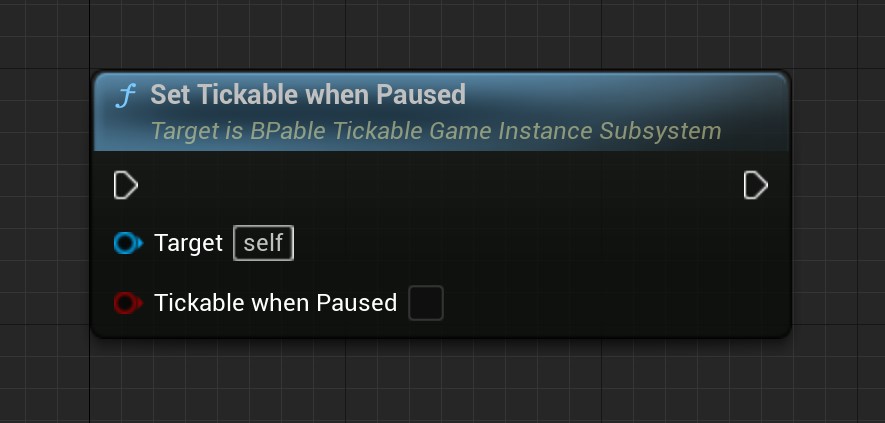 f Set Tickable when Paused
Target is BPable Tickable Game Instance Subsystem
Target self
Tickable when Paused